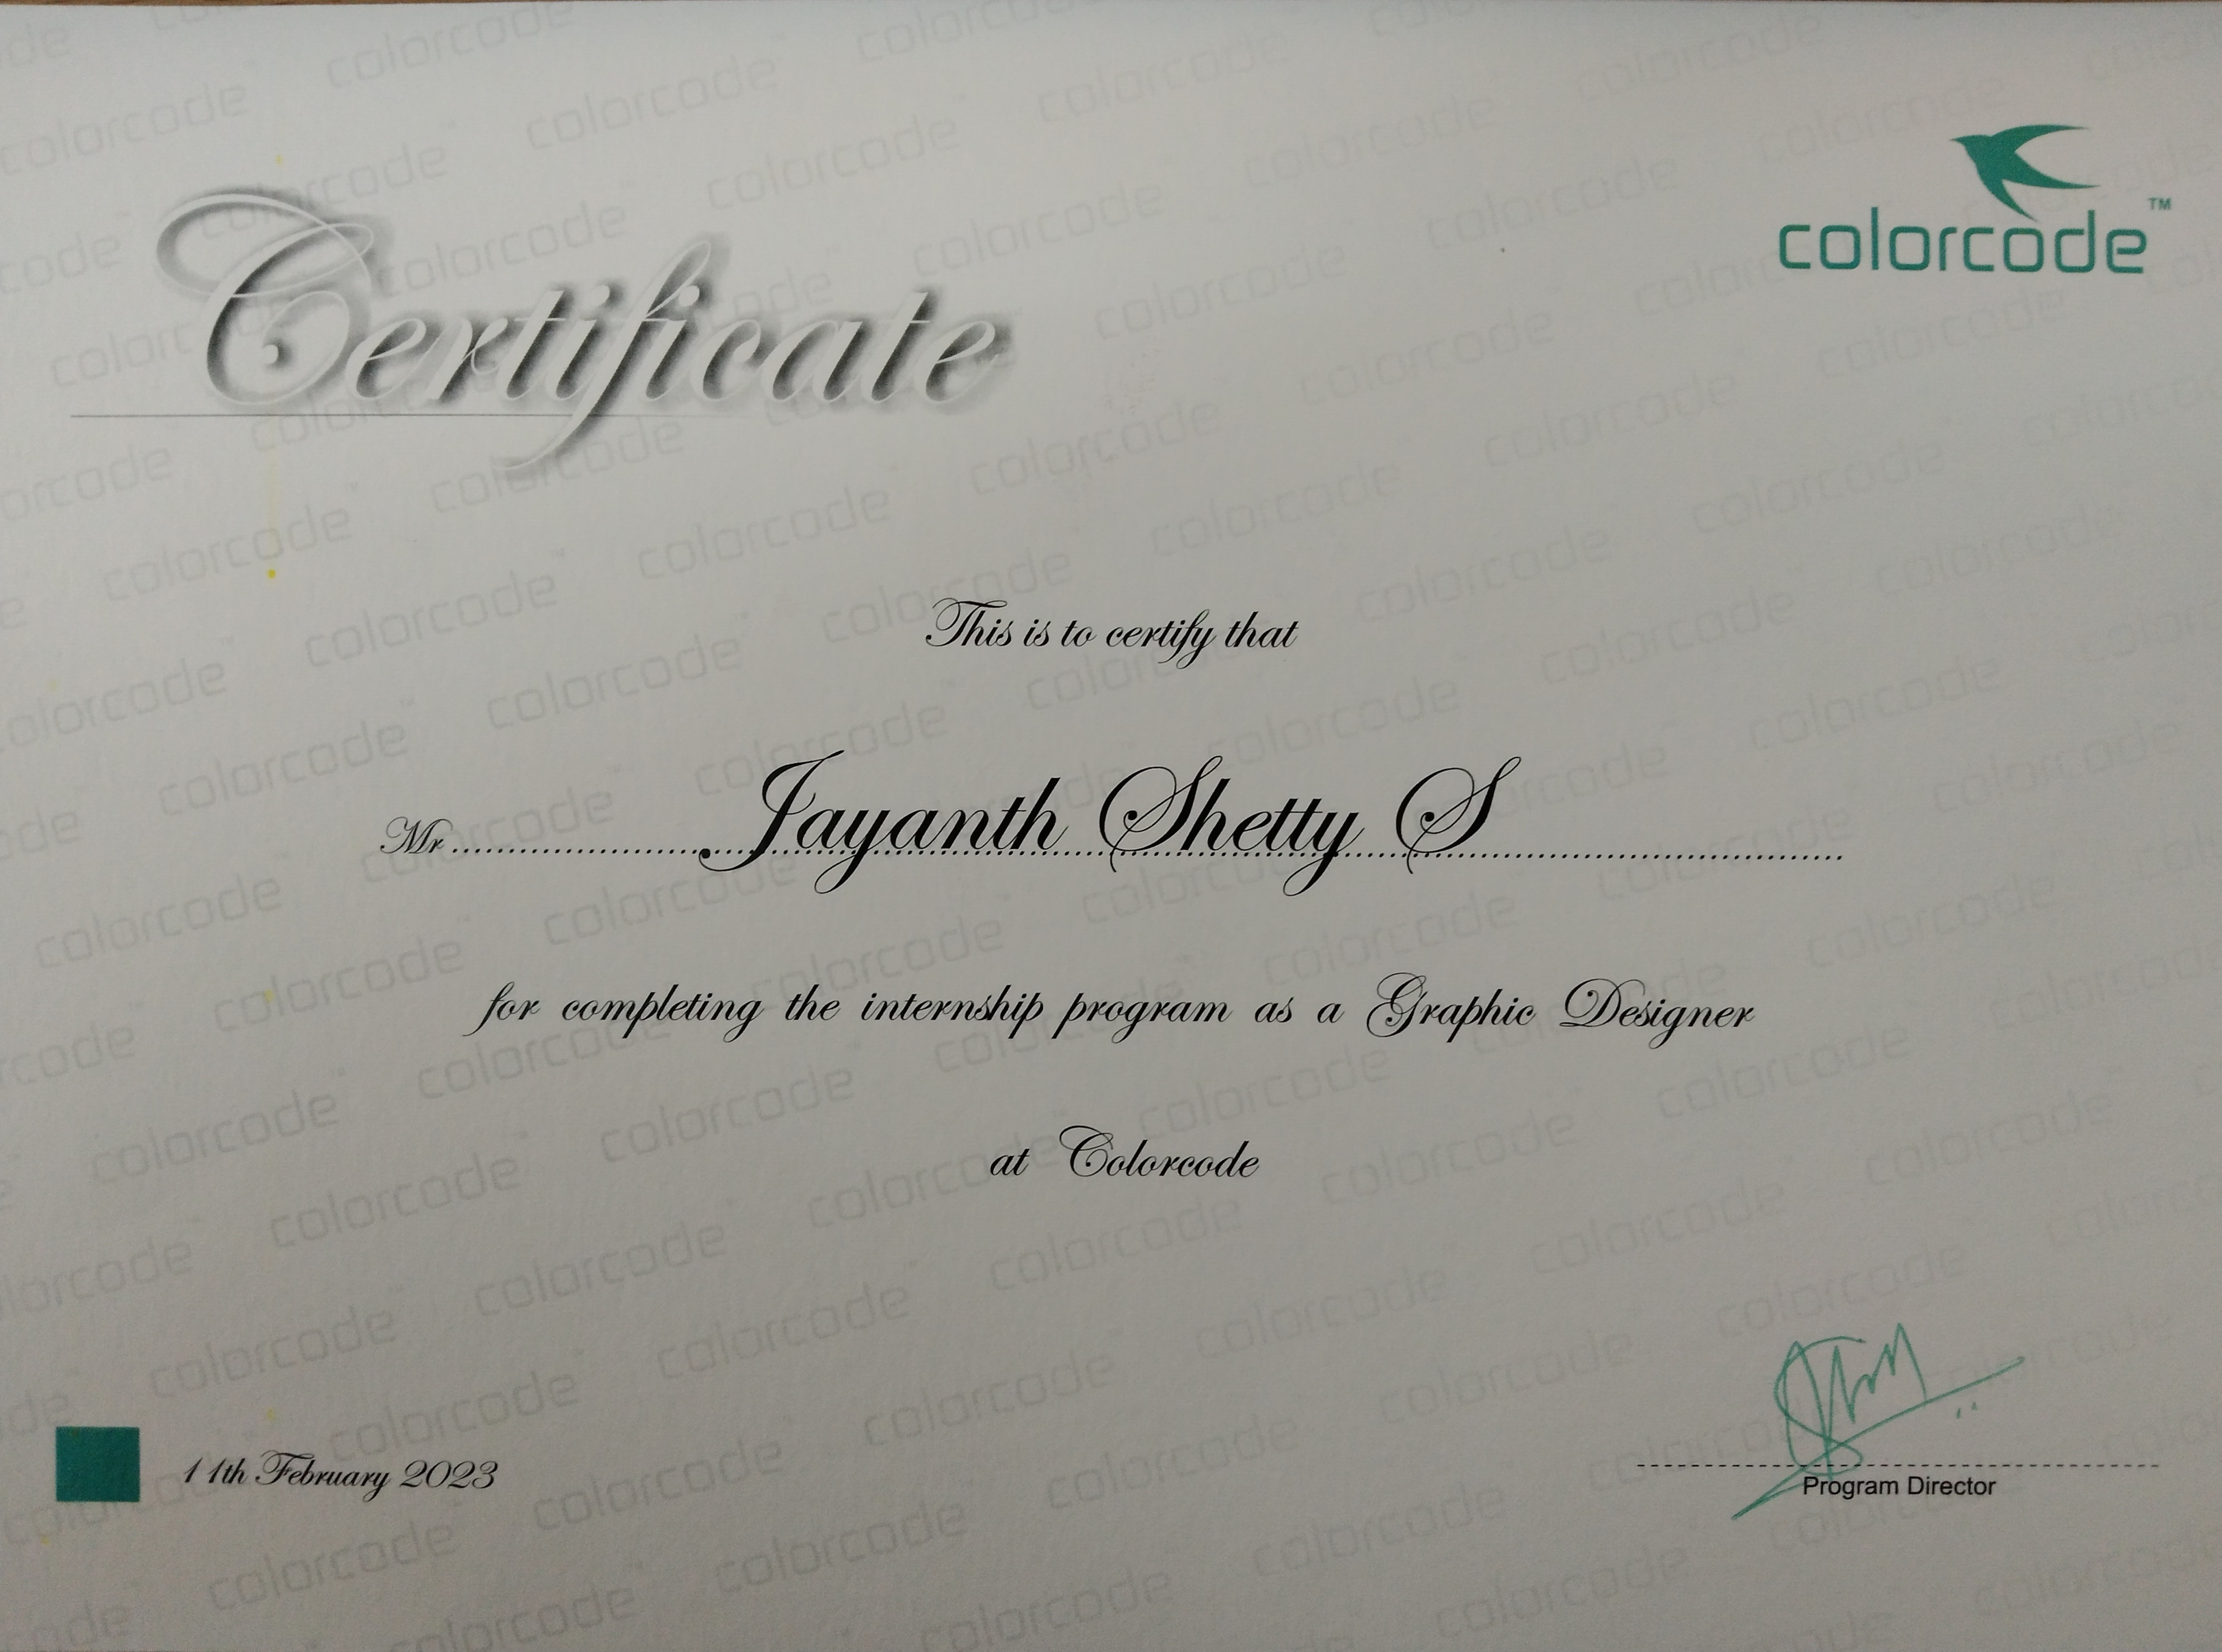 Certificate
colorcode™
This is to certify that
Mr Jayanth Shetty S
for completing the internship program as a Graphic Designer
at Colorcode
11th February 2023
Program Director